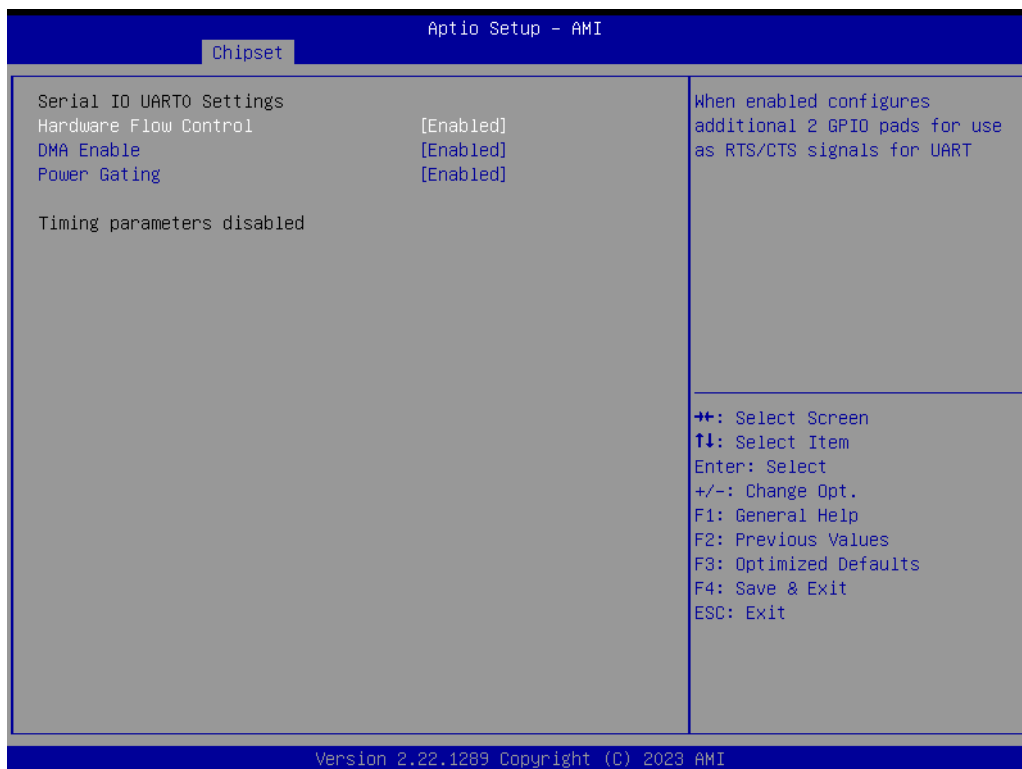 Aptio Setup - AMI
Chipset
Serial IO UART0 Settings
Hardware Flow Control [Enabled]
DMA Enable [Enabled]
Power Gating [Enabled]
Timing parameters disabled
When enabled configures
additional 2 GPIO pads for use
as RTS/CTS signals for UART
→←: Select Screen
↑↓: Select Item
Enter: Select
+/-: Change Opt.
F1: General Help
F2: Previous Values
F3: Optimized Defaults
F4: Save & Exit
ESC: Exit
Version 2.22.1289 Copyright (C) 2023 AMI